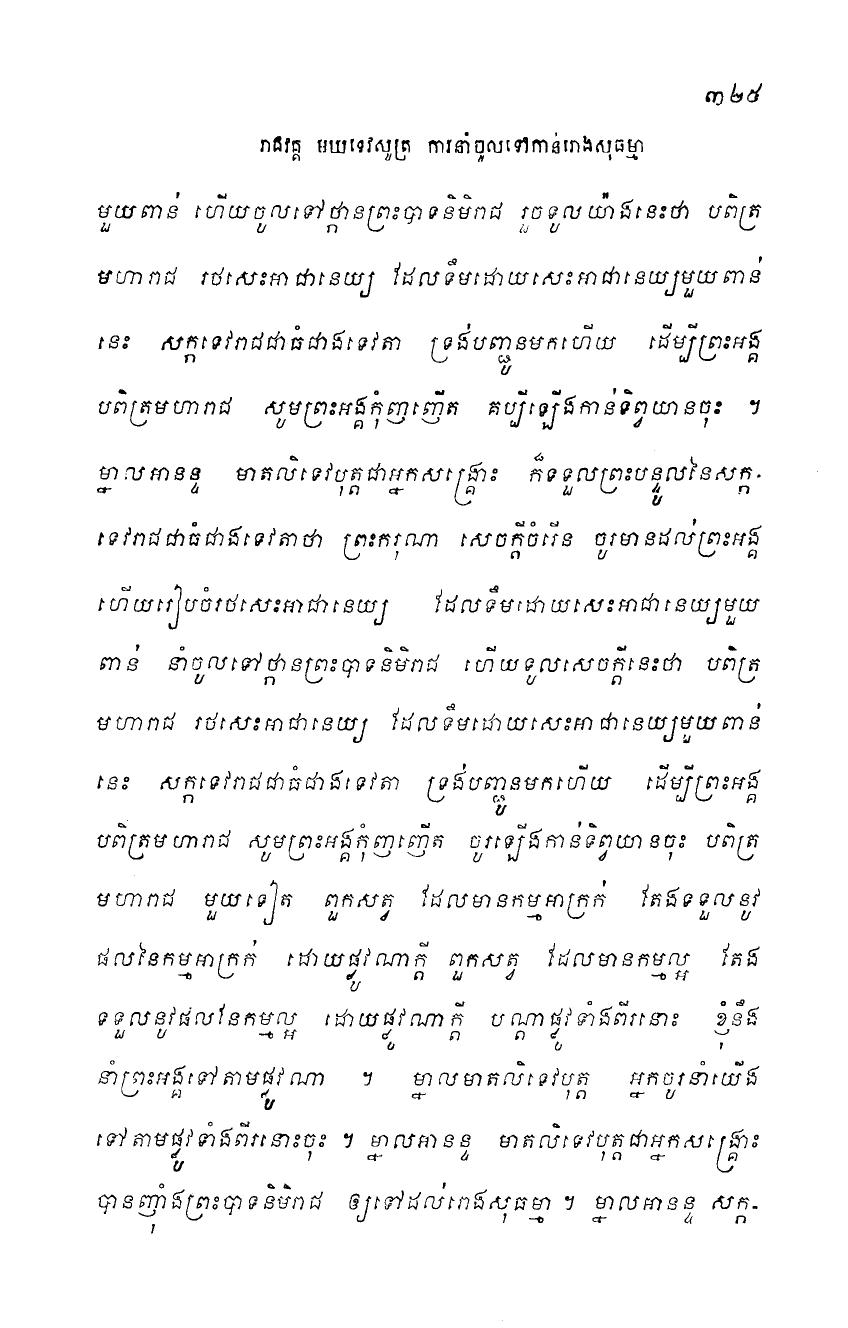 ៣២៥
រាជវគ្គ មឃទេវសូត្រ ការនាំចូលទៅកាន់រោងសុធម្មា
មួយពាន់ ហើយចូលទៅថ្កានព្រះបាទនិមិរាជ រួចទូលយ៉ាងនេះថា បពិត្រ
មហារាជ រថសេះអាជានេយ្យ ដែលទឹមដោយសេះអាជានេយ្យមួយពាន់
នេះ សក្កទេវរាជជាធំជាងទេវតា ទ្រង់បញ្ជូនមកហើយ ដើម្បីព្រះអង្គ
បពិត្រមហារាជ សូមព្រះអង្គកុំញញើត គប្បីឡើងកាន់ទិព្វយានចុះ ។
ម្នាលអានន្ទ មាតលិទេវបុត្តជាអ្នកសង្គ្រោះ ក៏ទទួលព្រះបន្ទូលនៃសក្ក-
ទេវរាជជាធំជាងទេវតាថា ព្រះករុណា សេចក្តីចំរើន ចូរមានដល់ព្រះអង្គ
ហើយរៀបចំរថសេះអាជានេយ្យ ដែលទឹមដោយសេះអាជានេយ្យមួយ
ពាន់ នាំចូលទៅថ្កានព្រះបាទនិមិរាជ ហើយទូលសេចក្តីនេះថា បពិត្រ
មហារាជ រថសេះអាជានេយ្យ ដែលទឹមដោយសេះអាជានេយ្យមួយពាន់
នេះ សក្កទេវរាជជាធំជាងទេវតា ទ្រង់បញ្ជូនមកហើយ ដើម្បីព្រះអង្គ
បពិត្រមហារាជ សូមព្រះអង្គកុំញញើត ចូរឡើងកាន់ទិព្វយានចុះ បពិត្រ
មហារាជ មួយទៀត ពួកសត្វ ដែលមានកម្មអាក្រក់ តែងទទួលនូវ
ផលនៃកម្មអាក្រក់ ដោយផ្លូវណាក្តី ពួកសត្វ ដែលមានកម្មល្អ តែង
ទទួលនូវផលនៃកម្មល្អ ដោយផ្លូវណាក្តី បណ្តាផ្លូវទាំងពីរនោះ ខ្ញុំនឹង
នាំព្រះអង្គទៅតាមផ្លូវណា ។ ម្នាលមាតលិទេវបុត្ត អ្នកចូរនាំយើង
ទៅតាមផ្លូវទាំងពីរនោះចុះ ។ ម្នាលអានន្ទ មាតលិទេវបុត្តជាអ្នកសង្គ្រោះ
បានញុំាងព្រះបាទនិមិរាជ ឲ្យទៅដល់រោងសុធម្មា ។ ម្នាលអានន្ទ សក្ក-